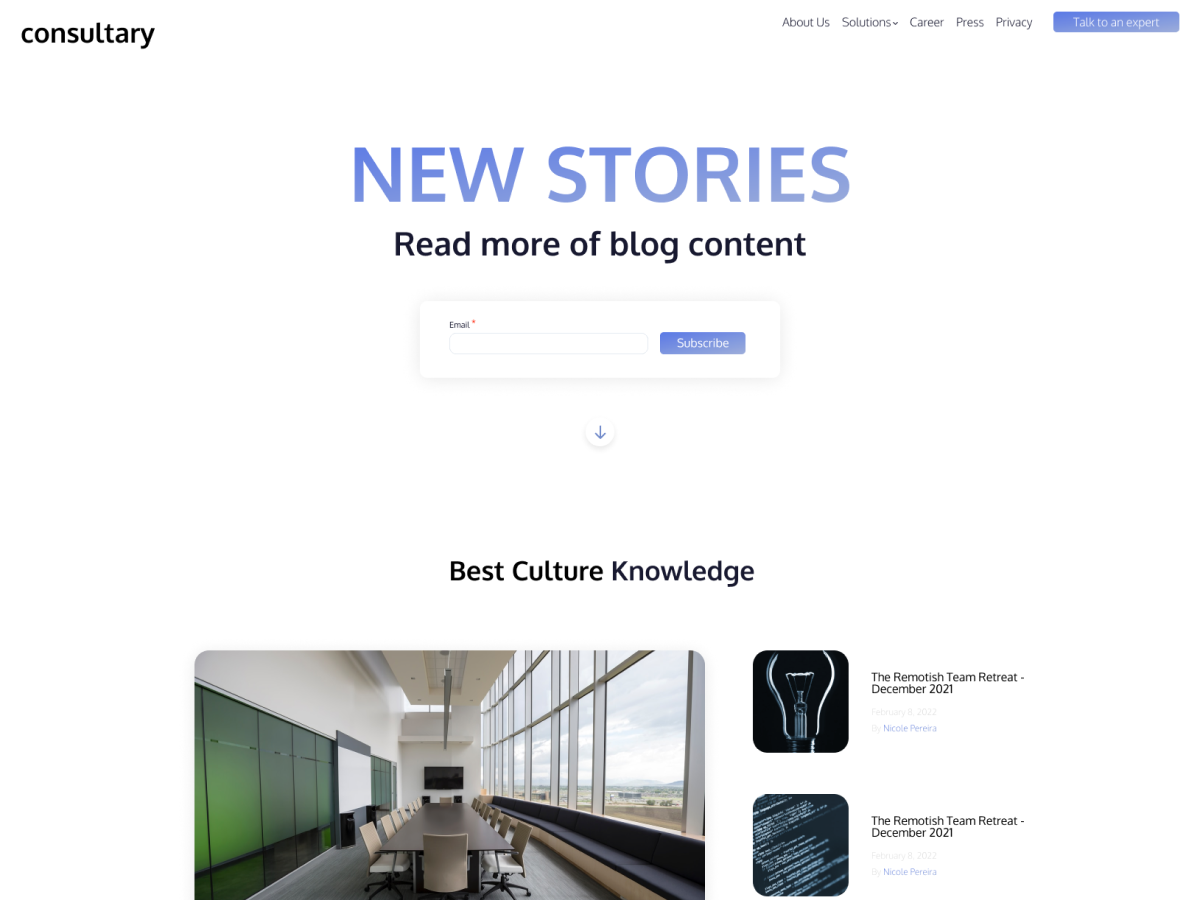 consultary
About Us Solutions Career Press Privacy Talk to an expert
NEW STORIES
Read more of blog content
Email *
Subscribe
Best Culture Knowledge
The Remotish Team Retreat -
December 2021
February 8, 2022
By Nicole Pereira
The Remotish Team Retreat -
December 2021
February 8, 2022
By Nicole Pereira